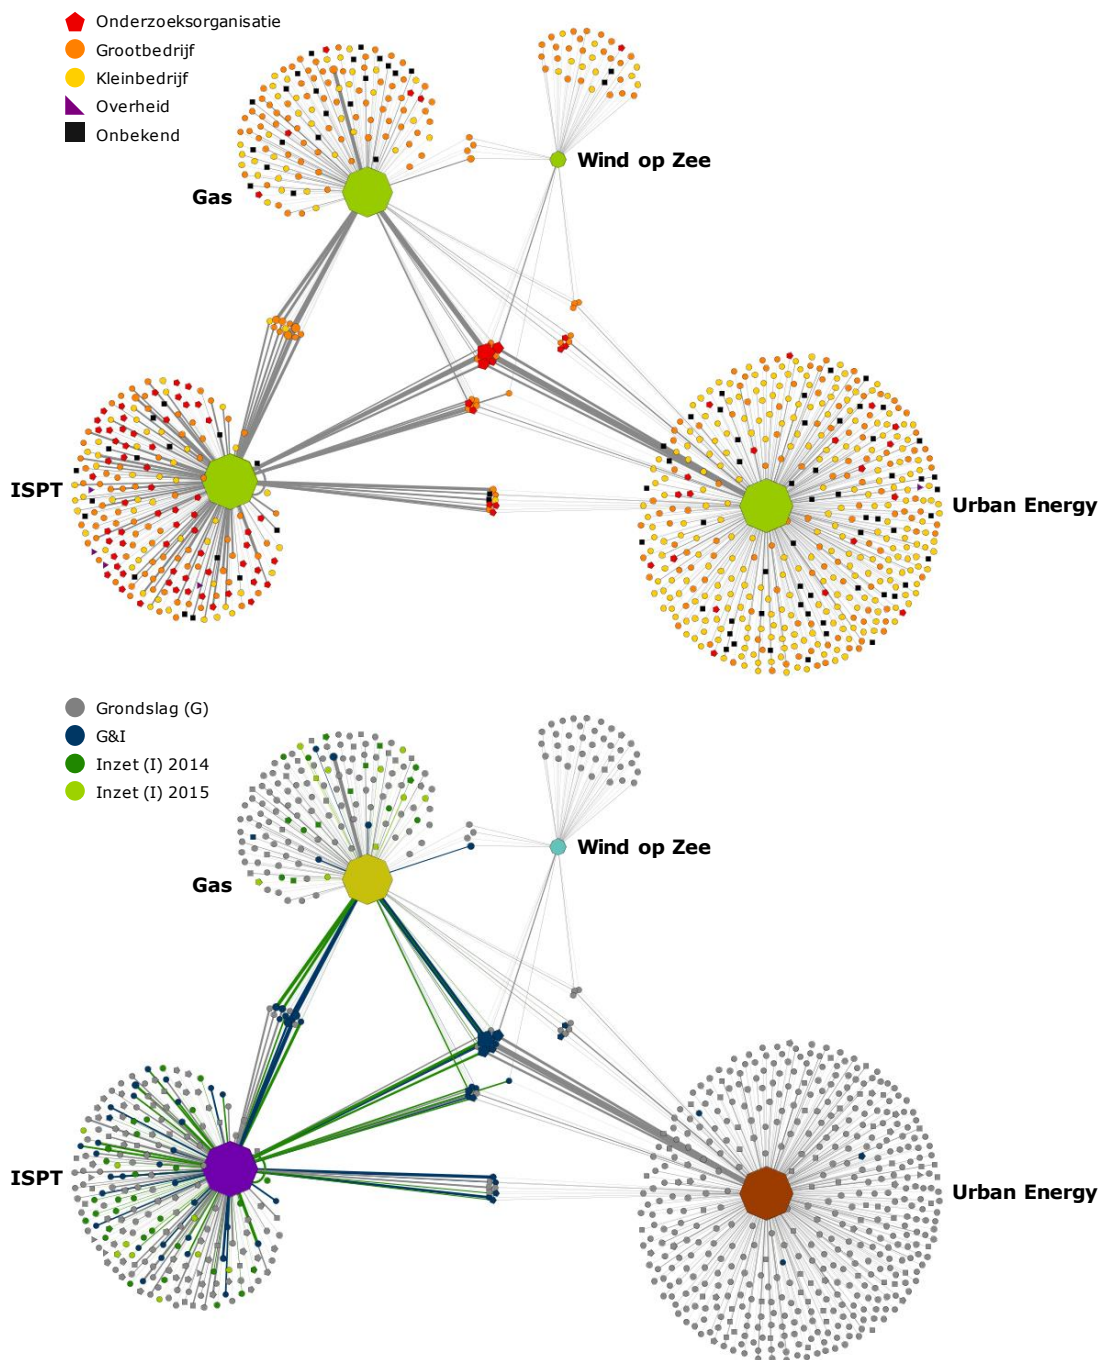 Onderzoeksorganisatie
Grootbedrijf
Kleinbedrijf
Overheid
Onbekend
Wind op Zee
Gas
ISPT
Urban Energy
Grondslag (G)
G&I
Inzet (I) 2014
Inzet (I) 2015
Wind op Zee
Gas
ISPT
Urban Energy